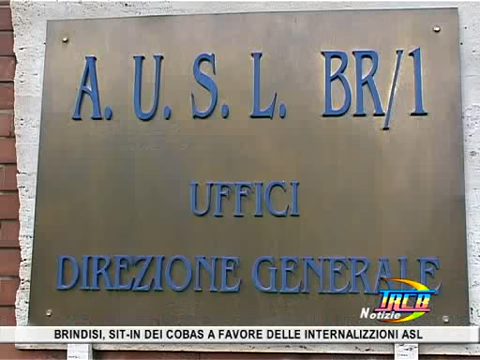 A. U. S. L. BR/1
UFFICI
DIREZIONE GENERALE
TRCB
Notizie
BRINDISI, SIT-IN DEI COBAS A FAVORE DELLE INTERNALIZZIONI ASL